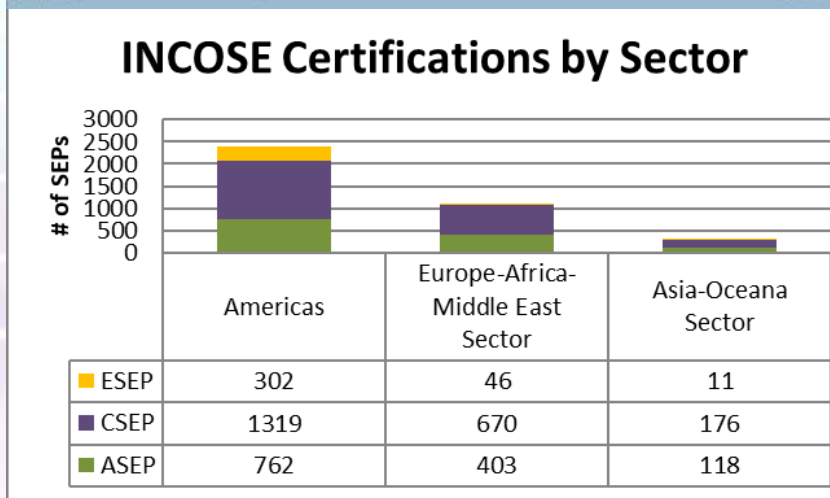 INCOSE Certifications by Sector
# of SEPs
3000
2500
2000
1500
1000
500
0
Americas
Europe-Africa-
Middle East
Sector
Asia-Oceana
Sector
ESEP 302 46 11
CSEP 1319 670 176
ASEP 762 403 118